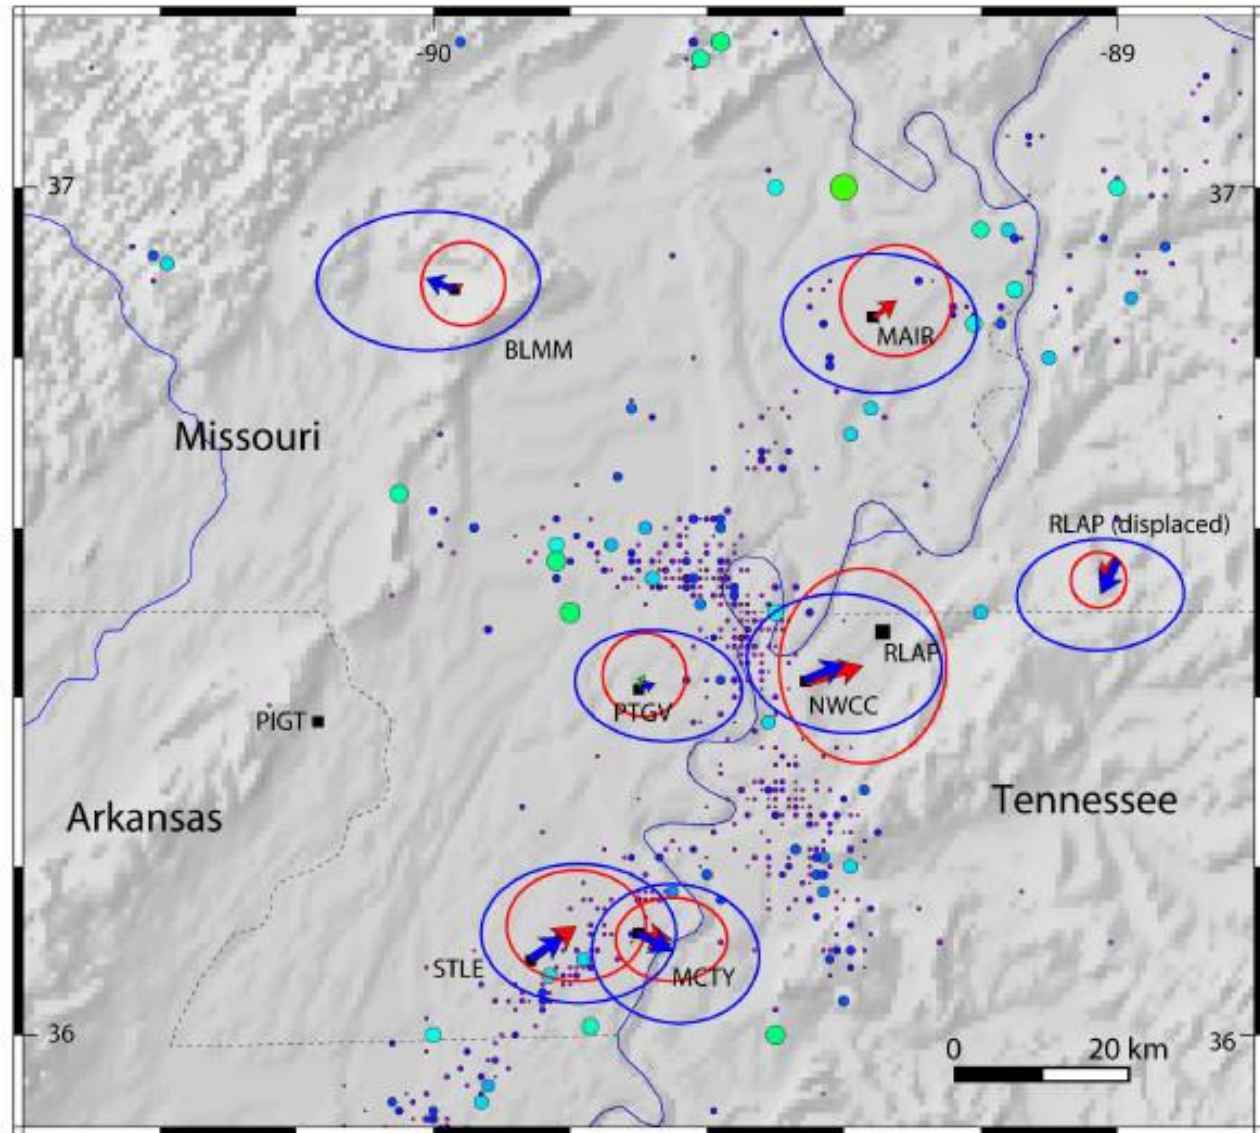 -90
-89
37
37
BLMM
MAIR
Missouri
RLAP (displaced)
RLAP
PTGV
NWCC
PIGT
Arkansas
Tennessee
STLE
MCTY
36
36
0 20 km